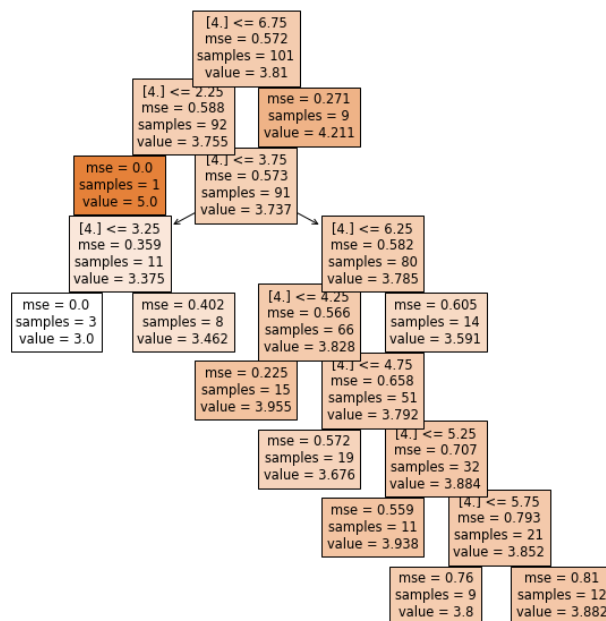 [4.] <= 6.75
mse = 0.572
samples = 101
value = 3.81
[4.] <= 2.25
mse = 0.588
samples = 92
value = 3.755
mse = 0.271
samples = 9
value = 4.211
mse = 0.0
samples = 1
value = 5.0
[4.] <= 3.75
mse = 0.573
samples = 91
value = 3.737
[4.] <= 3.25
mse = 0.359
samples = 11
value = 3.375
[4.] <= 6.25
mse = 0.582
samples = 80
value = 3.785
mse = 0.0
samples = 3
value = 3.0
mse = 0.402
samples = 8
value = 3.462
[4.] <= 4.25
mse = 0.566
samples = 66
value = 3.828
mse = 0.605
samples = 14
value = 3.591
mse = 0.225
samples = 15
value = 3.955
[4.] <= 4.75
mse = 0.658
samples = 51
value = 3.792
mse = 0.572
samples = 19
value = 3.676
[4.] <= 5.25
mse = 0.707
samples = 32
value = 3.884
mse = 0.559
samples = 11
value = 3.938
[4.] <= 5.75
mse = 0.793
samples = 21
value = 3.852
mse = 0.76
samples = 9
value = 3.8
mse = 0.81
samples = 12
value = 3.882